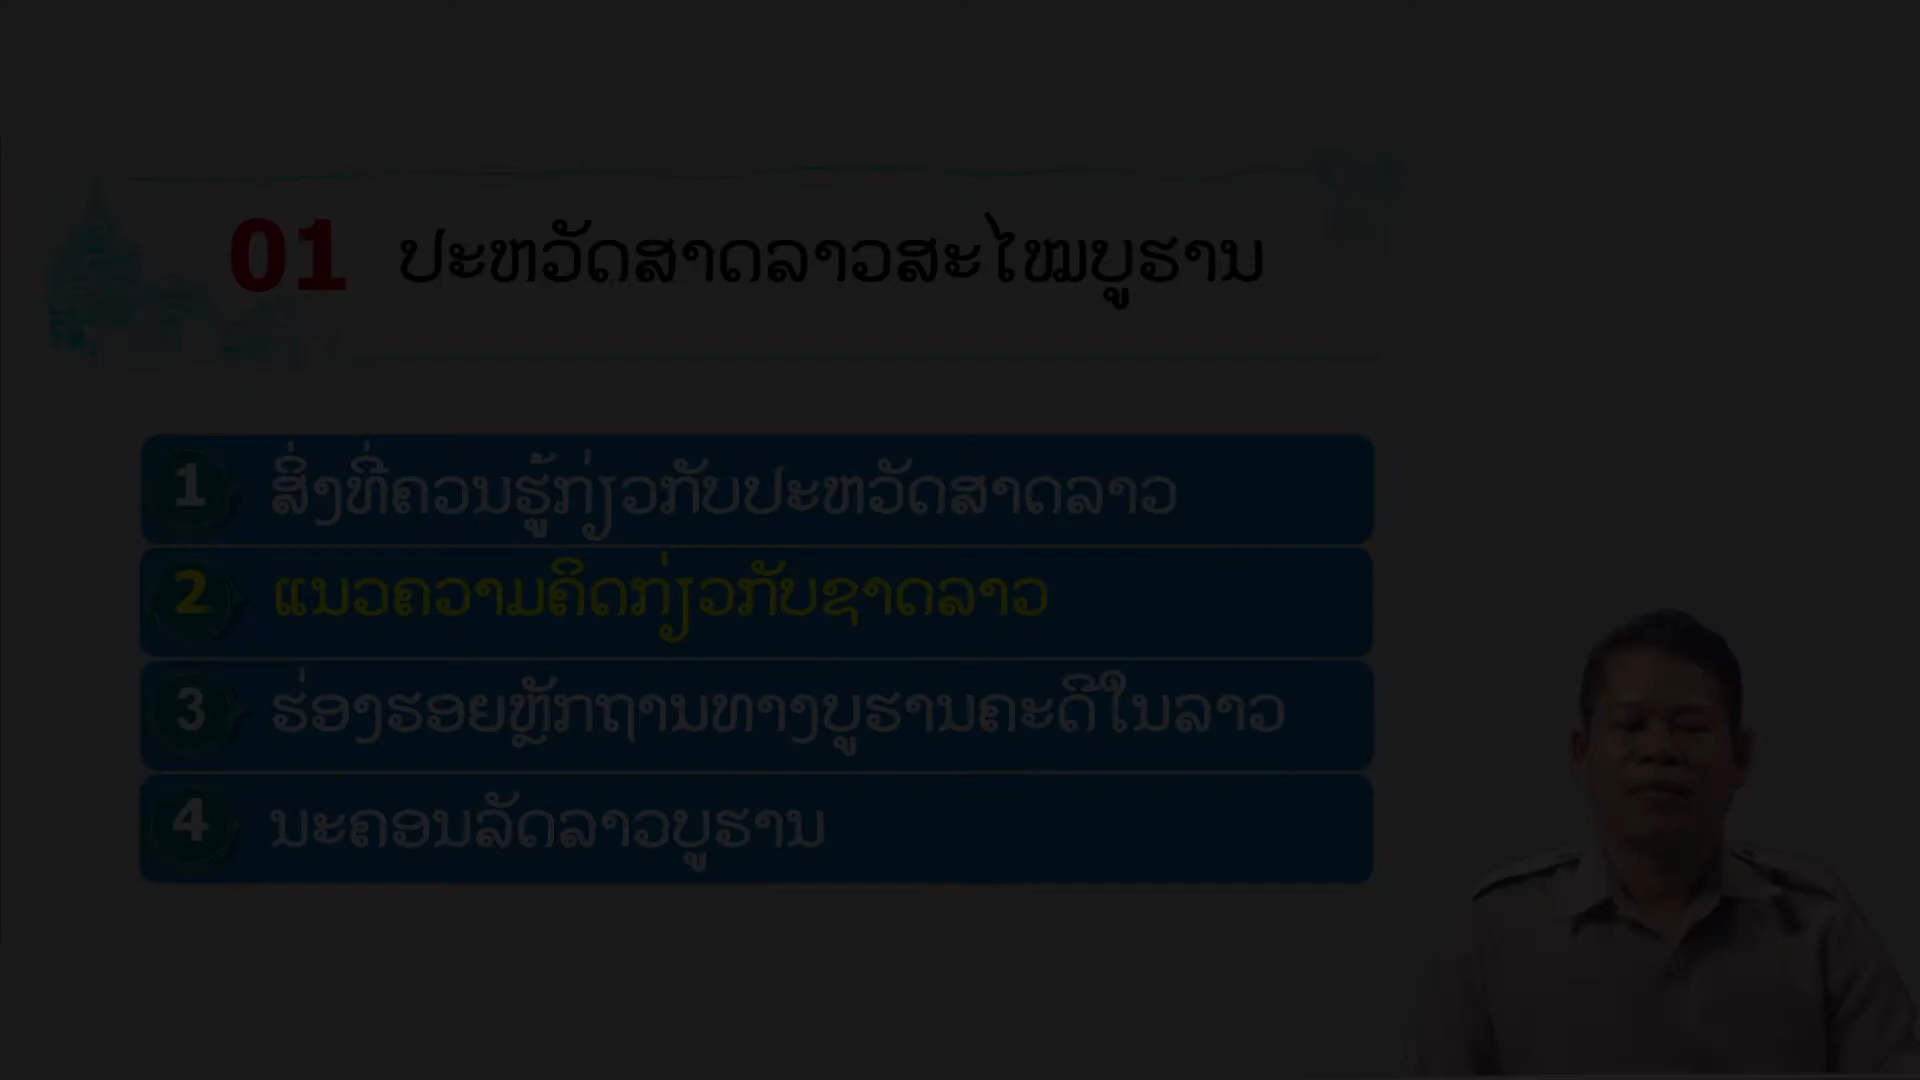 01 ປະຫວັດສາດລາວສະໄໝບູຮານ
1 ສິ່ງທີ່ຄວນຮູ້ກ່ຽວກັບປະຫວັດສາດລາວ
2 ແນວຄວາມຄິດກ່ຽວກັບຊາດລາວ
3 ຮ່ອງຮອຍຫຼັກຖານທາງບູຮານຄະດີໃນລາວ
4 ນະຄອນລັດລາວບູຮານ